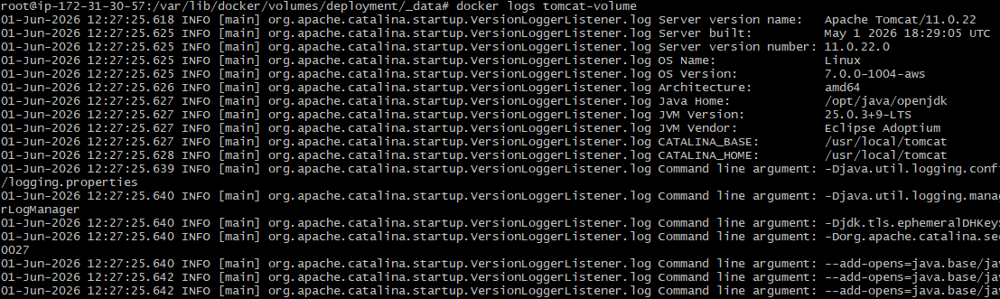 root@ip-172-31-30-57:/var/lib/docker/volumes/deployment/_data# docker logs tomcat-volume
01-Jun-2026 12:27:25.618 INFO [main] org.apache.catalina.startup.VersionLoggerListener.log Server version name:   Apache Tomcat/11.0.22
01-Jun-2026 12:27:25.625 INFO [main] org.apache.catalina.startup.VersionLoggerListener.log Server built:          May 1 2026 18:29:05 UTC
01-Jun-2026 12:27:25.625 INFO [main] org.apache.catalina.startup.VersionLoggerListener.log Server version number: 11.0.22.0
01-Jun-2026 12:27:25.625 INFO [main] org.apache.catalina.startup.VersionLoggerListener.log OS Name:               Linux
01-Jun-2026 12:27:25.625 INFO [main] org.apache.catalina.startup.VersionLoggerListener.log OS Version:            7.0.0-1004-aws
01-Jun-2026 12:27:25.626 INFO [main] org.apache.catalina.startup.VersionLoggerListener.log Architecture:          amd64
01-Jun-2026 12:27:25.627 INFO [main] org.apache.catalina.startup.VersionLoggerListener.log Java Home:             /opt/java/openjdk
01-Jun-2026 12:27:25.627 INFO [main] org.apache.catalina.startup.VersionLoggerListener.log JVM Version:           25.0.3+9-LTS
01-Jun-2026 12:27:25.627 INFO [main] org.apache.catalina.startup.VersionLoggerListener.log JVM Vendor:            Eclipse Adoptium
01-Jun-2026 12:27:25.627 INFO [main] org.apache.catalina.startup.VersionLoggerListener.log CATALINA_BASE:         /usr/local/tomcat
01-Jun-2026 12:27:25.628 INFO [main] org.apache.catalina.startup.VersionLoggerListener.log CATALINA_HOME:         /usr/local/tomcat
01-Jun-2026 12:27:25.639 INFO [main] org.apache.catalina.startup.VersionLoggerListener.log Command line argument: -Djava.util.logging.conf
/logging.properties
01-Jun-2026 12:27:25.640 INFO [main] org.apache.catalina.startup.VersionLoggerListener.log Command line argument: -Djava.util.logging.mana
rLogManager
01-Jun-2026 12:27:25.640 INFO [main] org.apache.catalina.startup.VersionLoggerListener.log Command line argument: -Djdk.tls.ephemeralDHKeyS
01-Jun-2026 12:27:25.640 INFO [main] org.apache.catalina.startup.VersionLoggerListener.log Command line argument: -Dorg.apache.catalina.se
0027
01-Jun-2026 12:27:25.640 INFO [main] org.apache.catalina.startup.VersionLoggerListener.log Command line argument: --add-opens=java.base/ja
01-Jun-2026 12:27:25.642 INFO [main] org.apache.catalina.startup.VersionLoggerListener.log Command line argument: --add-opens=java.base/ja
01-Jun-2026 12:27:25.642 INFO [main] org.apache.catalina.startup.VersionLoggerListener.log Command line argument: --add-opens=java.base/ja